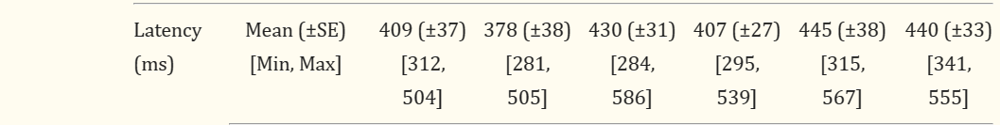 Latency Mean (±SE) 409 (±37) 378 (±38) 430 (±31) 407 (±27) 445 (±38) 440 (±33)
(ms) [Min, Max] [312, [281, [284, [295, [315, [341,
504] 505] 586] 539] 567] 555]